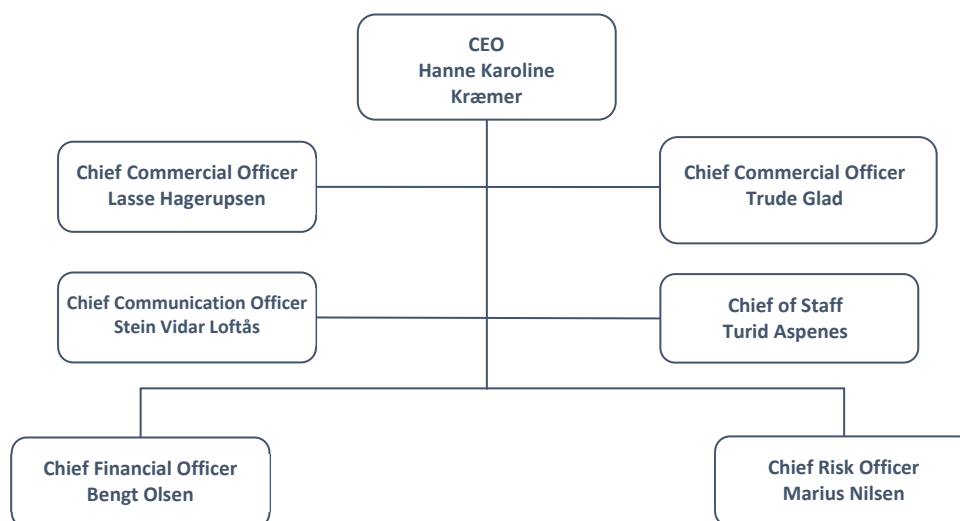 CEO
Hanne Karoline
Kræmer
Chief Commercial Officer
Lasse Hagerupsen
Chief Commercial Officer
Trude Glad
Chief Communication Officer
Stein Vidar Loftås
Chief of Staff
Turid Aspenes
Chief Financial Officer
Bengt Olsen
Chief Risk Officer
Marius Nilsen